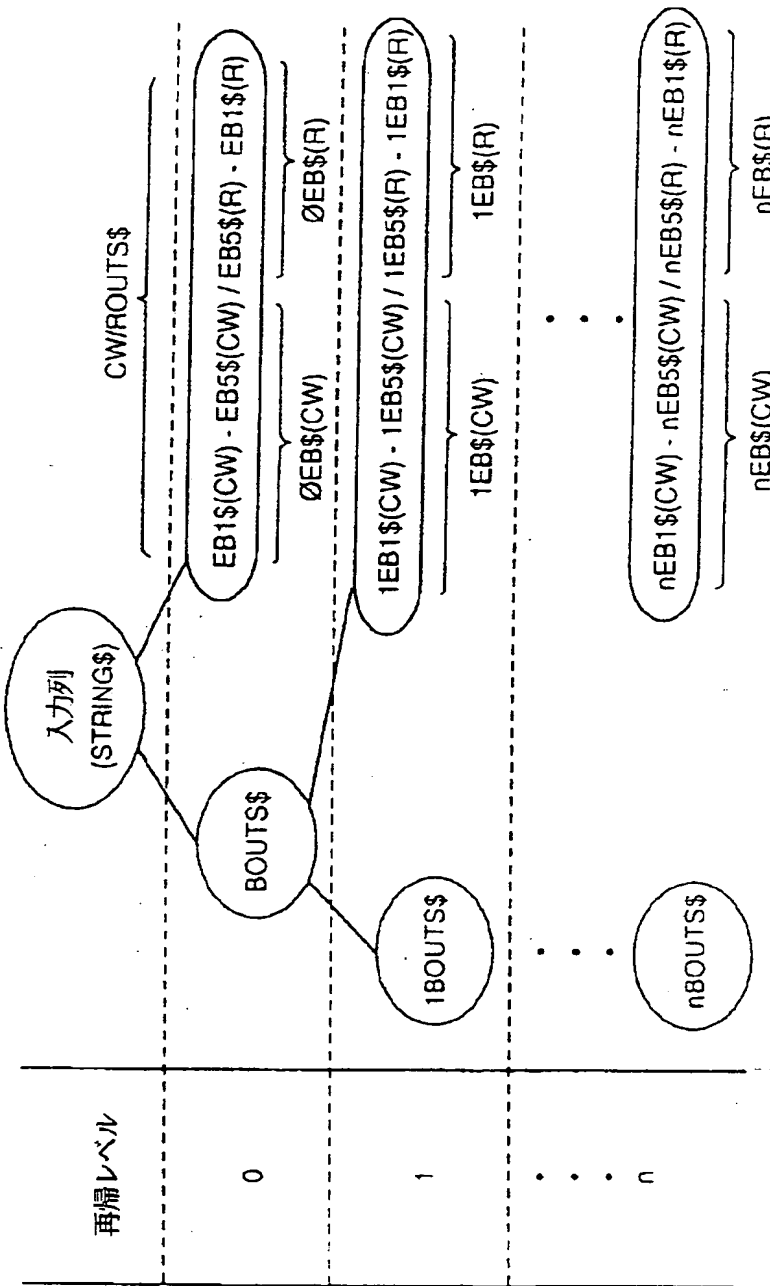 再帰レベル
入力列
(STRING$)
CW/ROUTS$
0
BOUTS$
EB1$(CW) - EB5$(CW) / EB5$(R) - EB1$(R)
ØEB$(CW)
ØEB$(R)
1
1BOUTS$
1EB1$(CW) - 1EB5$(CW) / 1EB5$(R) - 1EB1$(R)
1EB$(CW)
1EB$(R)
n
nBOUTS$
nEB1$(CW) - nEB5$(CW) / nEB5$(R) - nEB1$(R)
nEB$(CW)
nEB$(R)